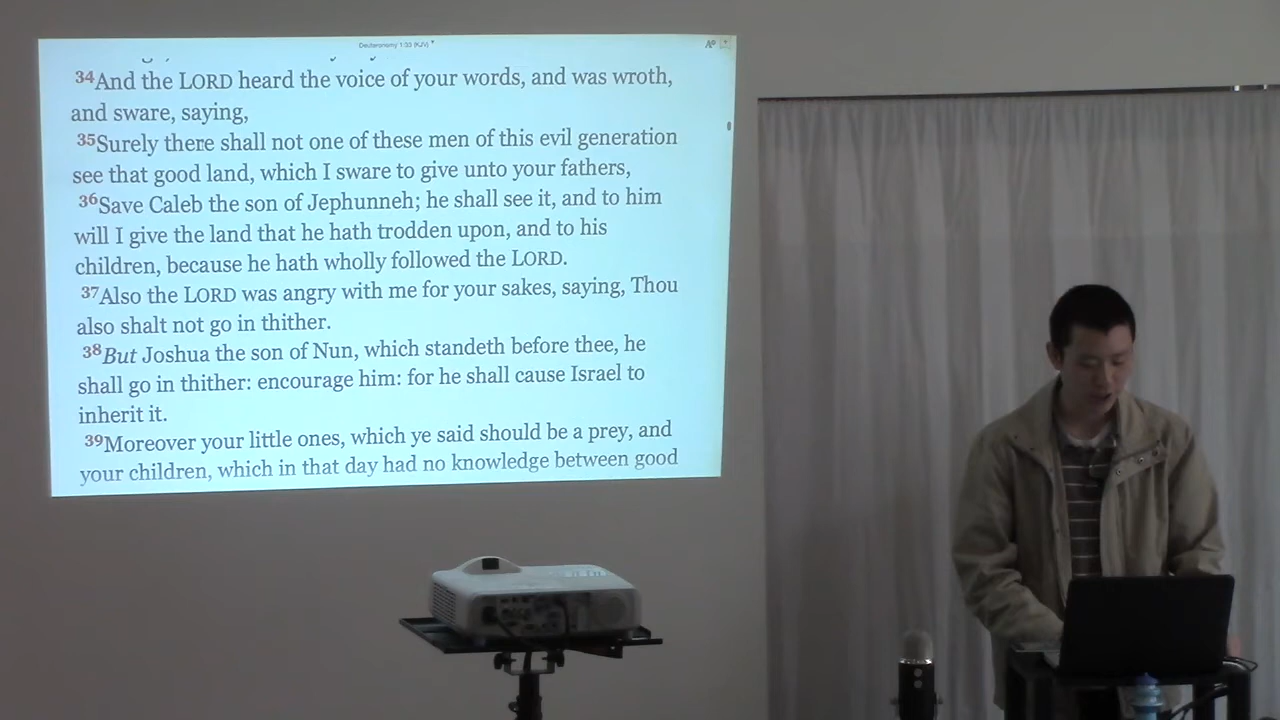 Deuteronomy 1:33 (KJV)
34And the LORD heard the voice of your words, and was wroth,
and sware, saying,
35Surely there shall not one of these men of this evil generation
see that good land, which I sware to give unto your fathers,
36Save Caleb the son of Jephunneh; he shall see it, and to him
will I give the land that he hath trodden upon, and to his
children, because he hath wholly followed the LORD.
37Also the LORD was angry with me for your sakes, saying, Thou
also shalt not go in thither.
38But Joshua the son of Nun, which standeth before thee, he
shall go in thither: encourage him: for he shall cause Israel to
inherit it.
39Moreover your little ones, which ye said should be a prey, and
your children, which in that day had no knowledge between good